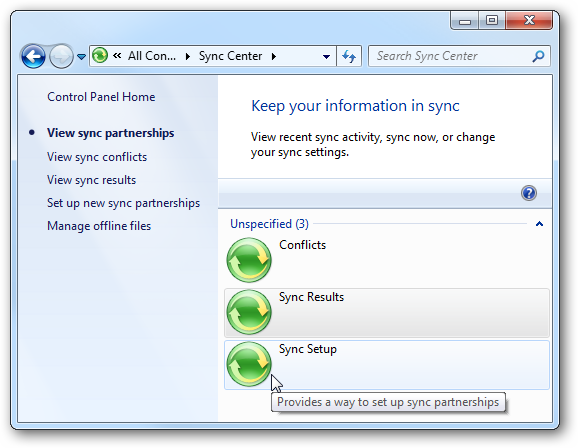 « All Con... Sync Center
Search Sync Center
Control Panel Home
View sync partnerships
View sync conflicts
View sync results
Set up new sync partnerships
Manage offline files
Keep your information in sync
View recent sync activity, sync now, or change
your sync settings.
?
Unspecified (3)
Conflicts
Sync Results
Sync Setup
Provides a way to set up sync partnerships